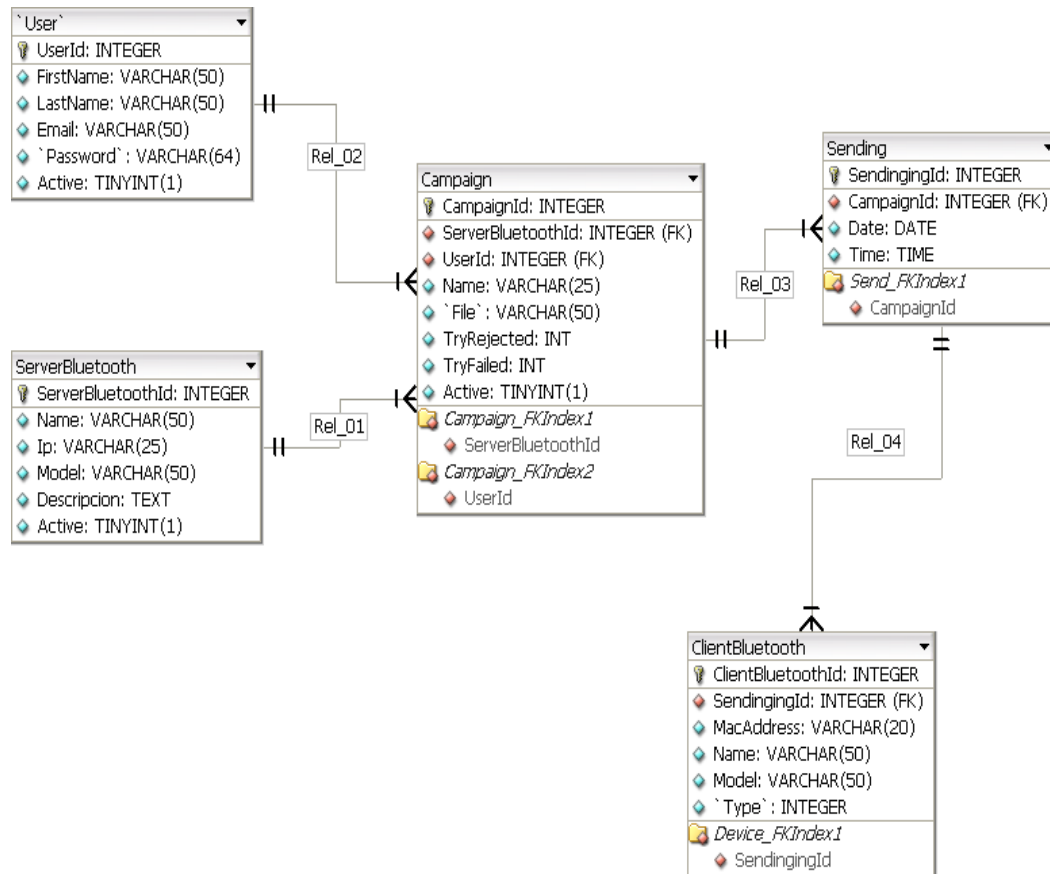 `User`
UserId: INTEGER
FirstName: VARCHAR(50)
LastName: VARCHAR(50)
Email: VARCHAR(50)
`Password`: VARCHAR(64)
Active: TINYINT(1)
Rel_02
ServerBluetooth
ServerBluetoothId: INTEGER
Name: VARCHAR(50)
Ip: VARCHAR(25)
Model: VARCHAR(50)
Descripcion: TEXT
Active: TINYINT(1)
Rel_01
Campaign
CampaignId: INTEGER
ServerBluetoothId: INTEGER (FK)
UserId: INTEGER (FK)
Name: VARCHAR(25)
`File`: VARCHAR(50)
TryRejected: INT
TryFailed: INT
Active: TINYINT(1)
Campaign_FKIndex1
ServerBluetoothId
Campaign_FKIndex2
UserId
Rel_03
Sending
SendingingId: INTEGER
CampaignId: INTEGER (FK)
Date: DATE
Time: TIME
Send_FKIndex1
CampaignId
Rel_04
ClientBluetooth
ClientBluetoothId: INTEGER
SendingingId: INTEGER (FK)
MacAddress: VARCHAR(20)
Name: VARCHAR(50)
Model: VARCHAR(50)
`Type`: INTEGER
Device_FKIndex1
SendingingId